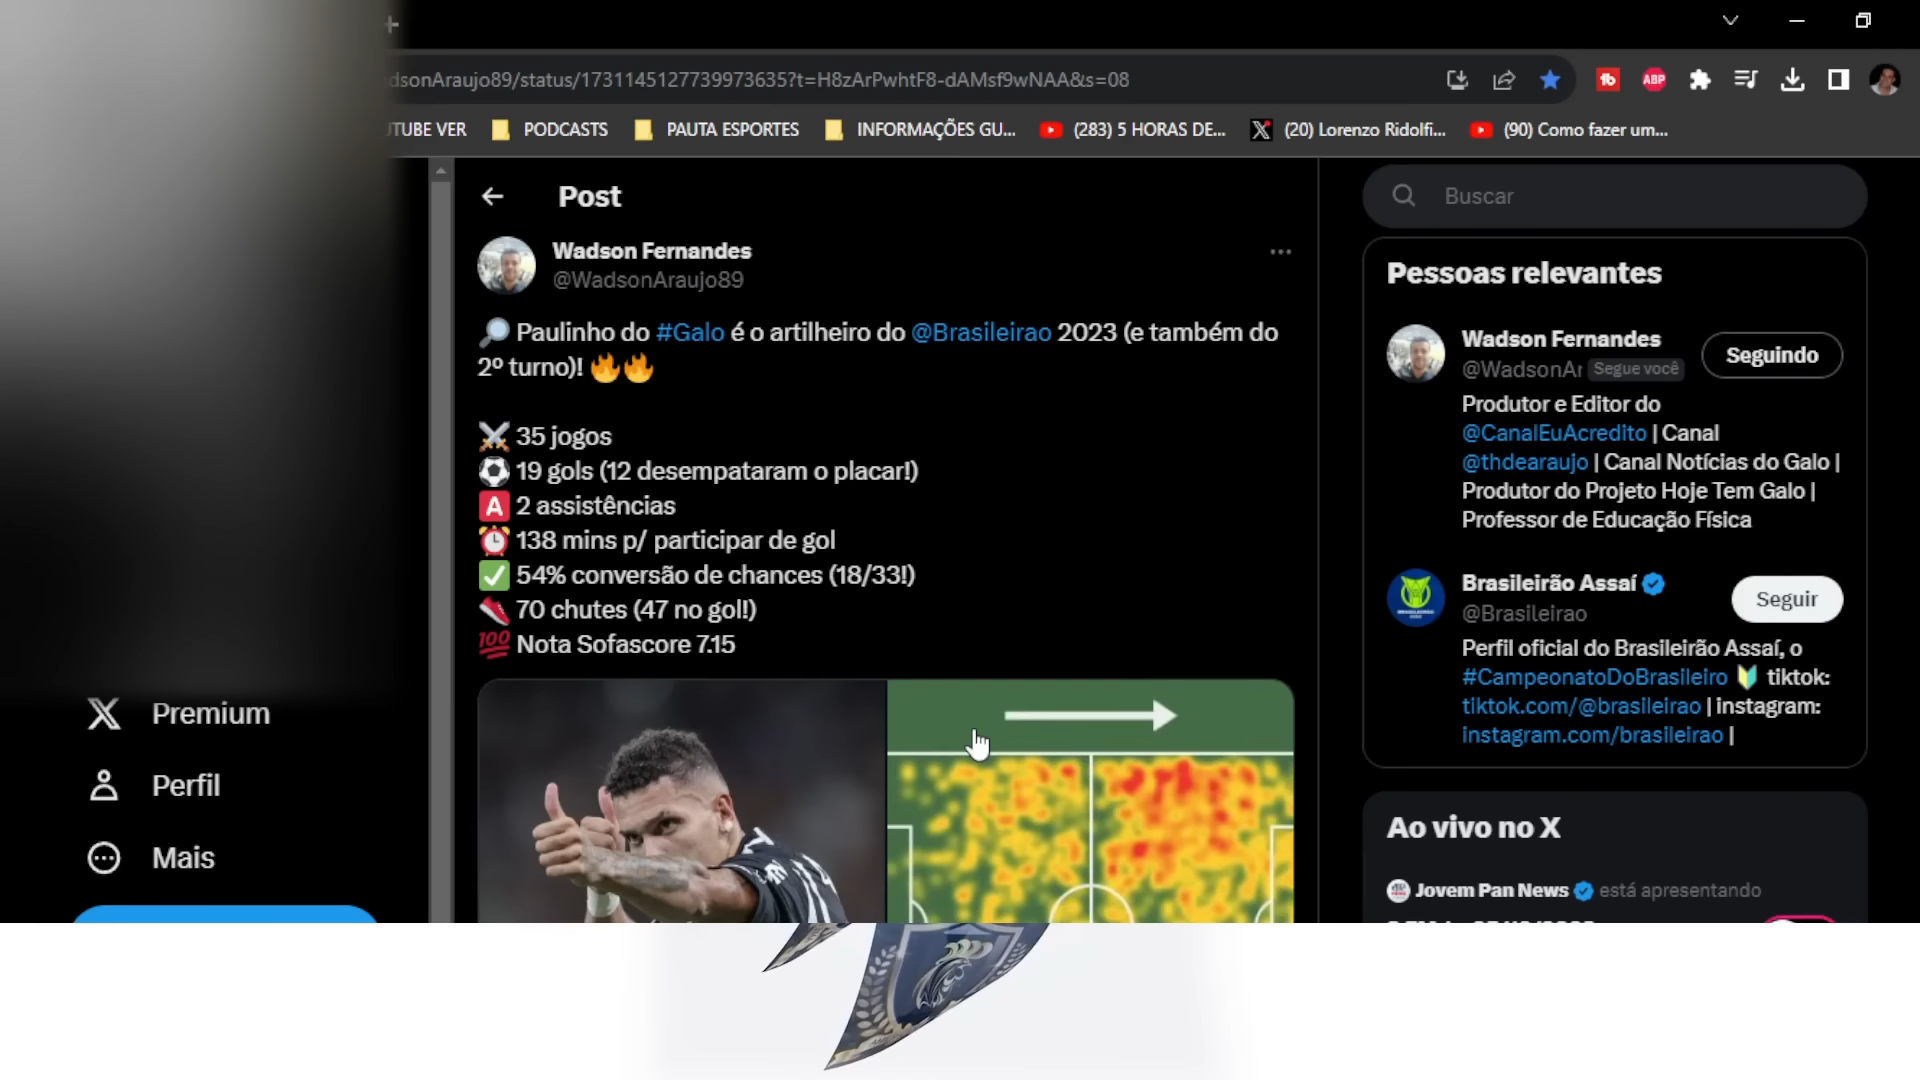 dsonAraujo89/status/1731145127739973635?t=H8zArPwhtF8-dAMsf9wNAA&s=08
UTUBE VER PODCASTS PAUTA ESPORTES INFORMAÇÕES GU... (283) 5 HORAS DE... (20) Lorenzo Ridolfi... (90) Como fazer um...
Post
Wadson Fernandes
@WadsonAraujo89
Paulinho do #Galo é o artilheiro do @Brasileirao 2023 (e também do
2º turno)!
35 jogos
19 gols (12 desempataram o placar!)
2 assistências
138 mins p/ participar de gol
54% conversão de chances (18/33!)
70 chutes (47 no gol!)
Nota Sofascore 7.15
Premium
Perfil
Mais
Buscar
Pessoas relevantes
Wadson Fernandes
@WadsonAr Segue você
Seguindo
Produtor e Editor do
@CanalEuAcredito | Canal
@thdearaujo | Canal Notícias do Galo |
Produtor do Projeto Hoje Tem Galo |
Professor de Educação Física
Brasileirão Assaí
@Brasileirao
Seguir
Perfil oficial do Brasileirão Assaí, o
#CampeonatoDoBrasileiro tiktok:
tiktok.com/@brasileirao | instagram:
instagram.com/brasileirao |
Ao vivo no X
Jovem Pan News está apresentando